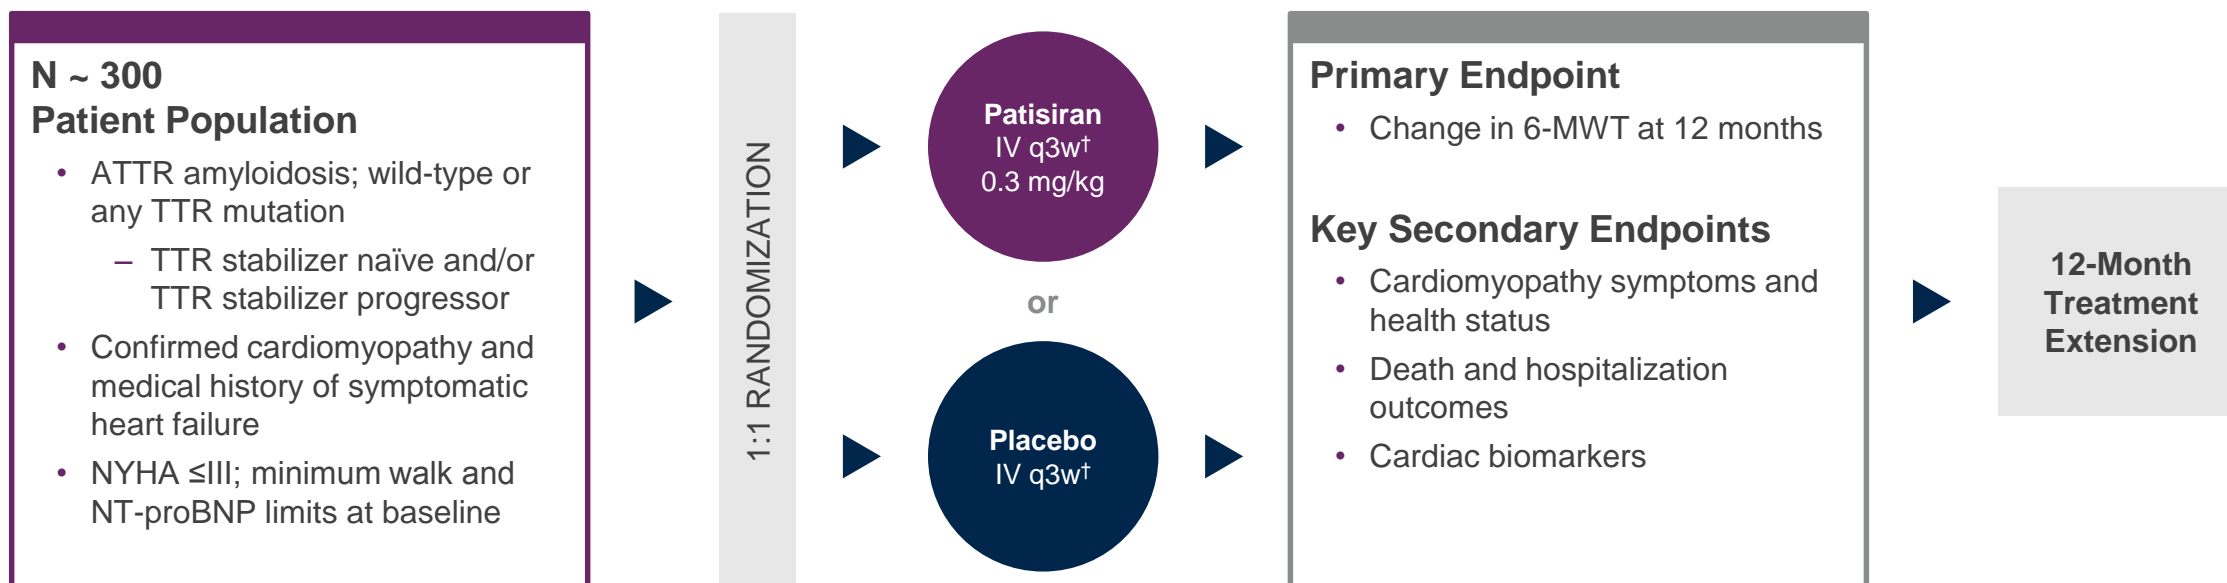 N ~ 300
Patient Population
• ATTR amyloidosis; wild-type or
any TTR mutation
– TTR stabilizer naïve and/or
TTR stabilizer progressor
• Confirmed cardiomyopathy and
medical history of symptomatic
heart failure
• NYHA ≤III; minimum walk and
NT-proBNP limits at baseline
1:1 RANDOMIZATION
Patisiran
IV q3w†
0.3 mg/kg
or
Placebo
IV q3w†
Primary Endpoint
• Change in 6-MWT at 12 months
Key Secondary Endpoints
• Cardiomyopathy symptoms and
health status
• Death and hospitalization
outcomes
• Cardiac biomarkers
12-Month
Treatment
Extension